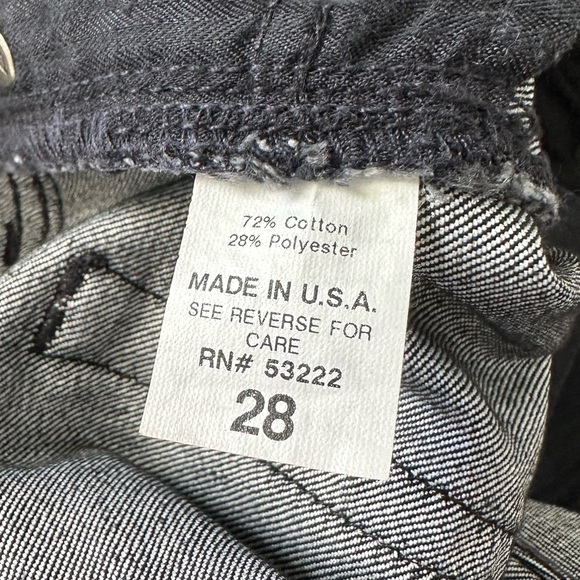 72% Cotton
28% Polyester
MADE IN U.S.A.
SEE REVERSE FOR
CARE
RN# 53222
28